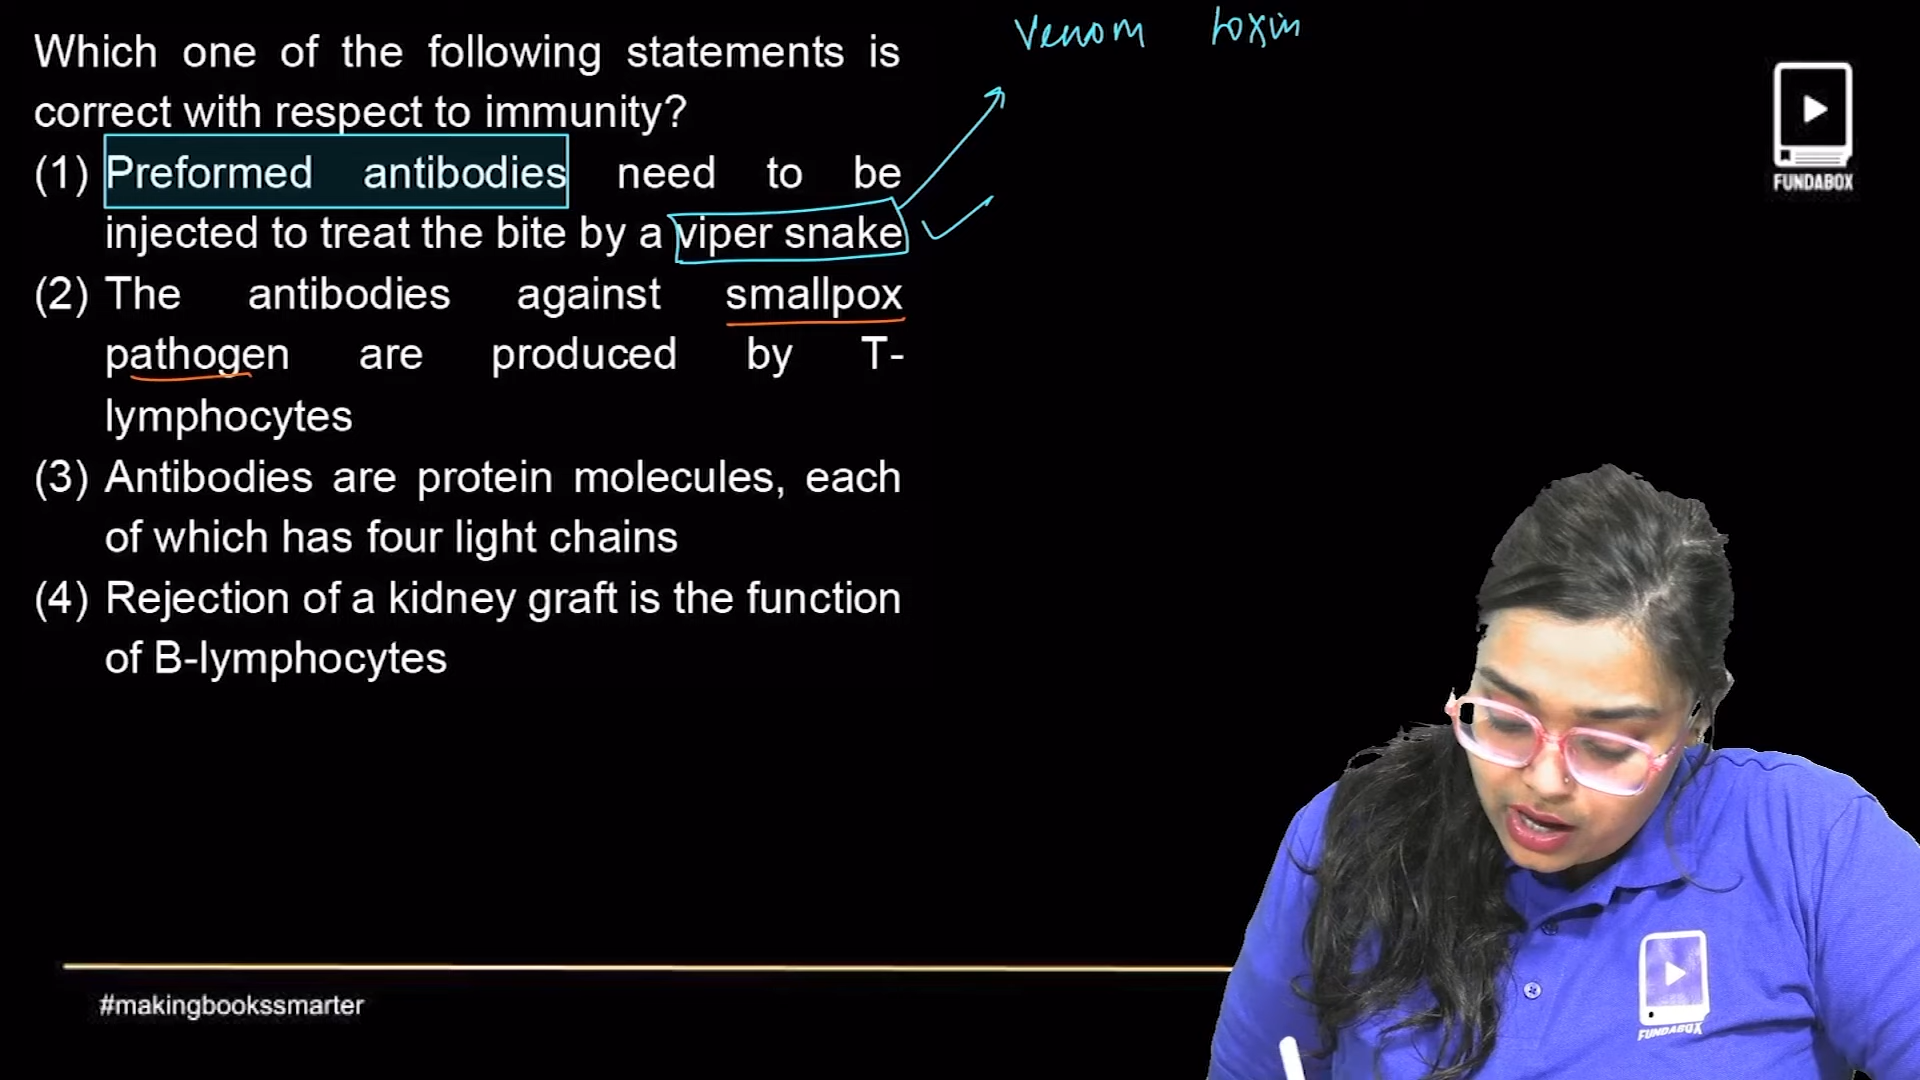 Which one of the following statements is
correct with respect to immunity?
(1) Preformed antibodies need to be
injected to treat the bite by a viper snake
(2) The antibodies against smallpox
pathogen are produced by T-
lymphocytes
(3) Antibodies are protein molecules, each
of which has four light chains
(4) Rejection of a kidney graft is the function
of B-lymphocytes
Venom toxin
FUNDABOX
#makingbookssmarter
FUNDABOX